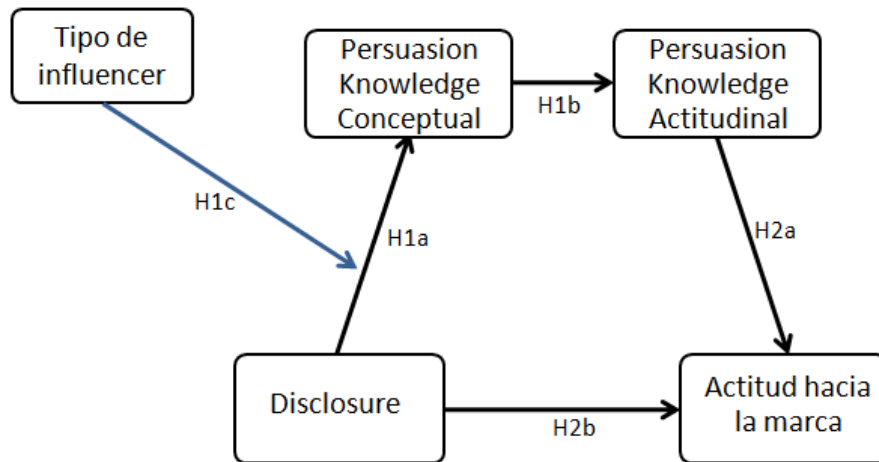 Tipo de
influencer
Persuasion
Knowledge
Conceptual
H1b
Persuasion
Knowledge
Actitudinal
H1c
H1a
H2a
Disclosure
H2b
Actitud hacia
la marca